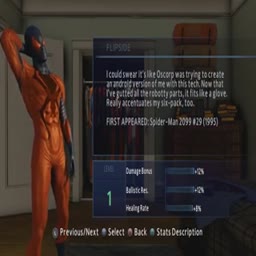 FLIPSIDE
I could swear it's like Oscorp was trying to create
an android version of me with this tech. Now that
I've gutted all the robotty parts, it fits like a glove.
Really accentuates my six-pack, too.
FIRST APPEARED: Spider-Man 2099 #29 (1995)
LEVEL
1
Damage Bonus +12%
Ballistic Res. +12%
Healing Rate +8%
Previous/Next Select Back Stats Description